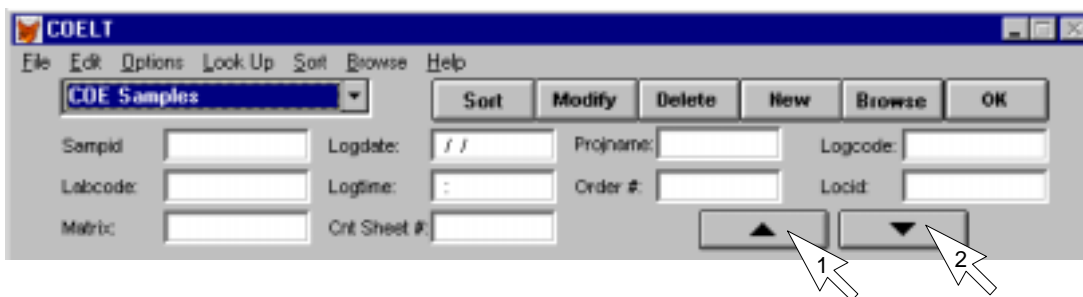 COELT
File Edit Options Look Up Sort Browse Help
COE Samples Sort Modify Delete New Browse OK
Sampid Logdate: / / Projname: Logcode:
Labcode: Logtime: : Order #: Locid:
Matrix: Cnt Sheet #:
1 2